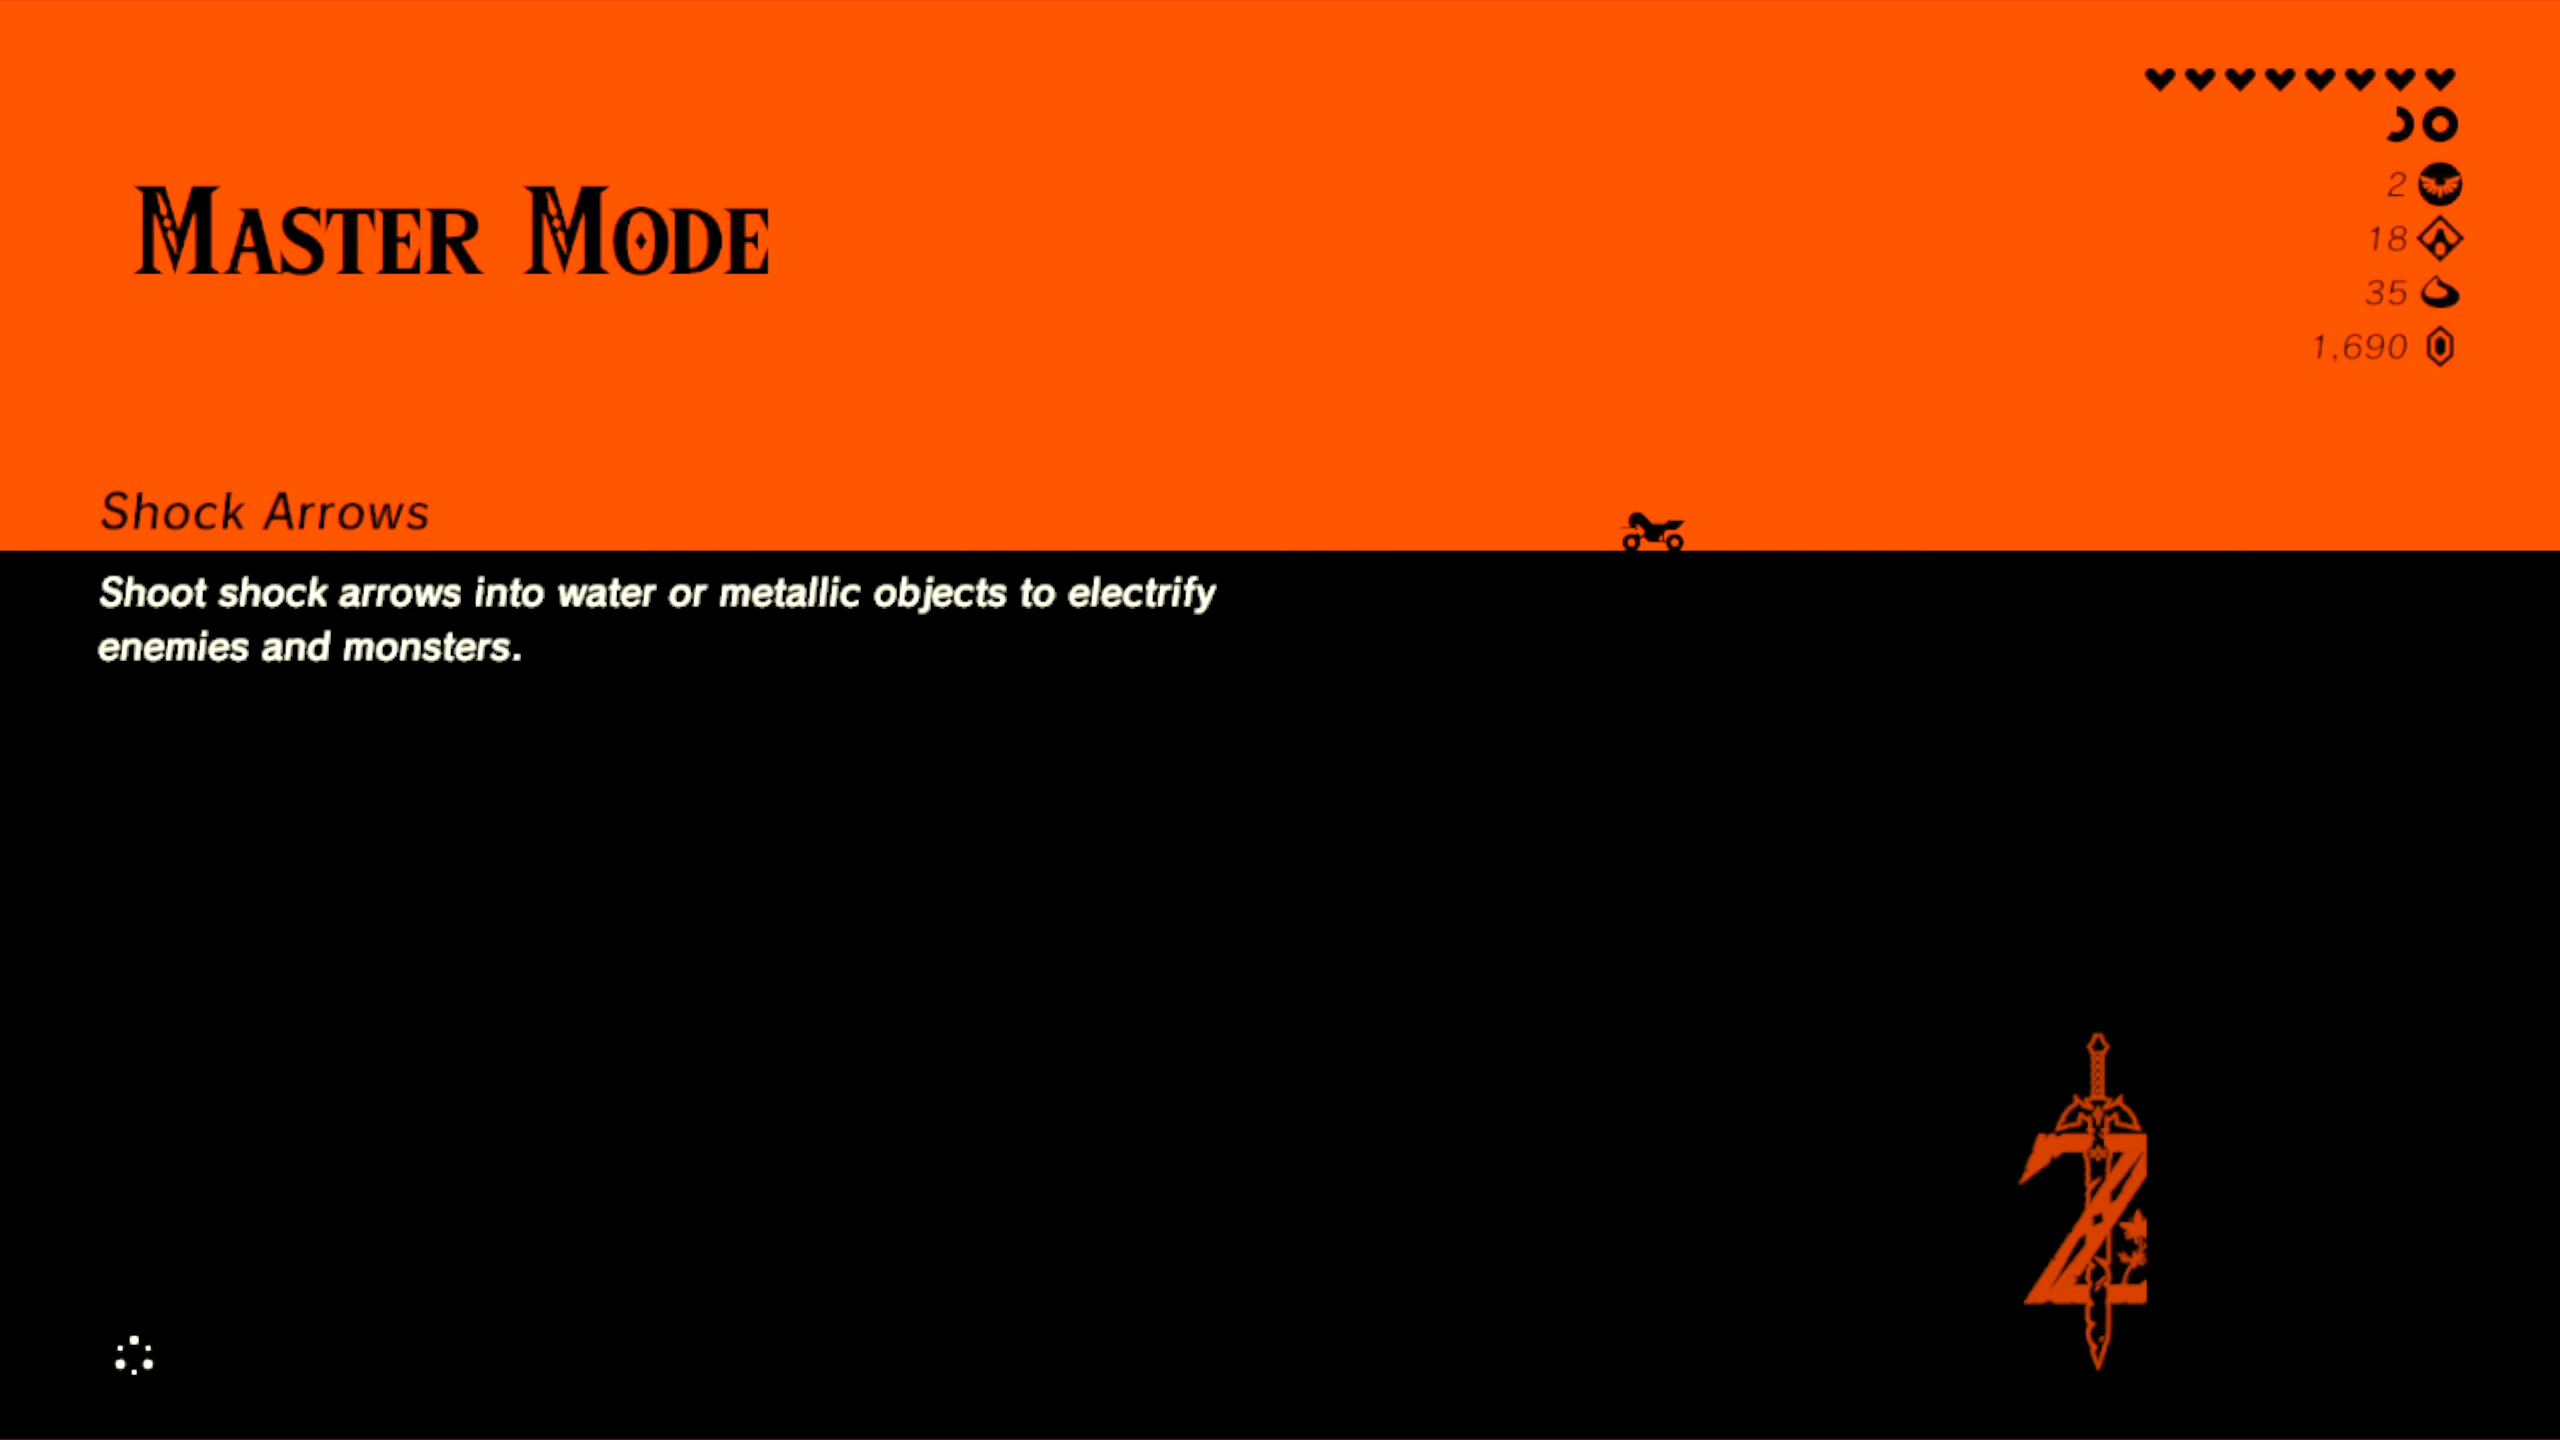 Master Mode
2
18
35
1,690
Shock Arrows
Shoot shock arrows into water or metallic objects to electrify
enemies and monsters.
Z